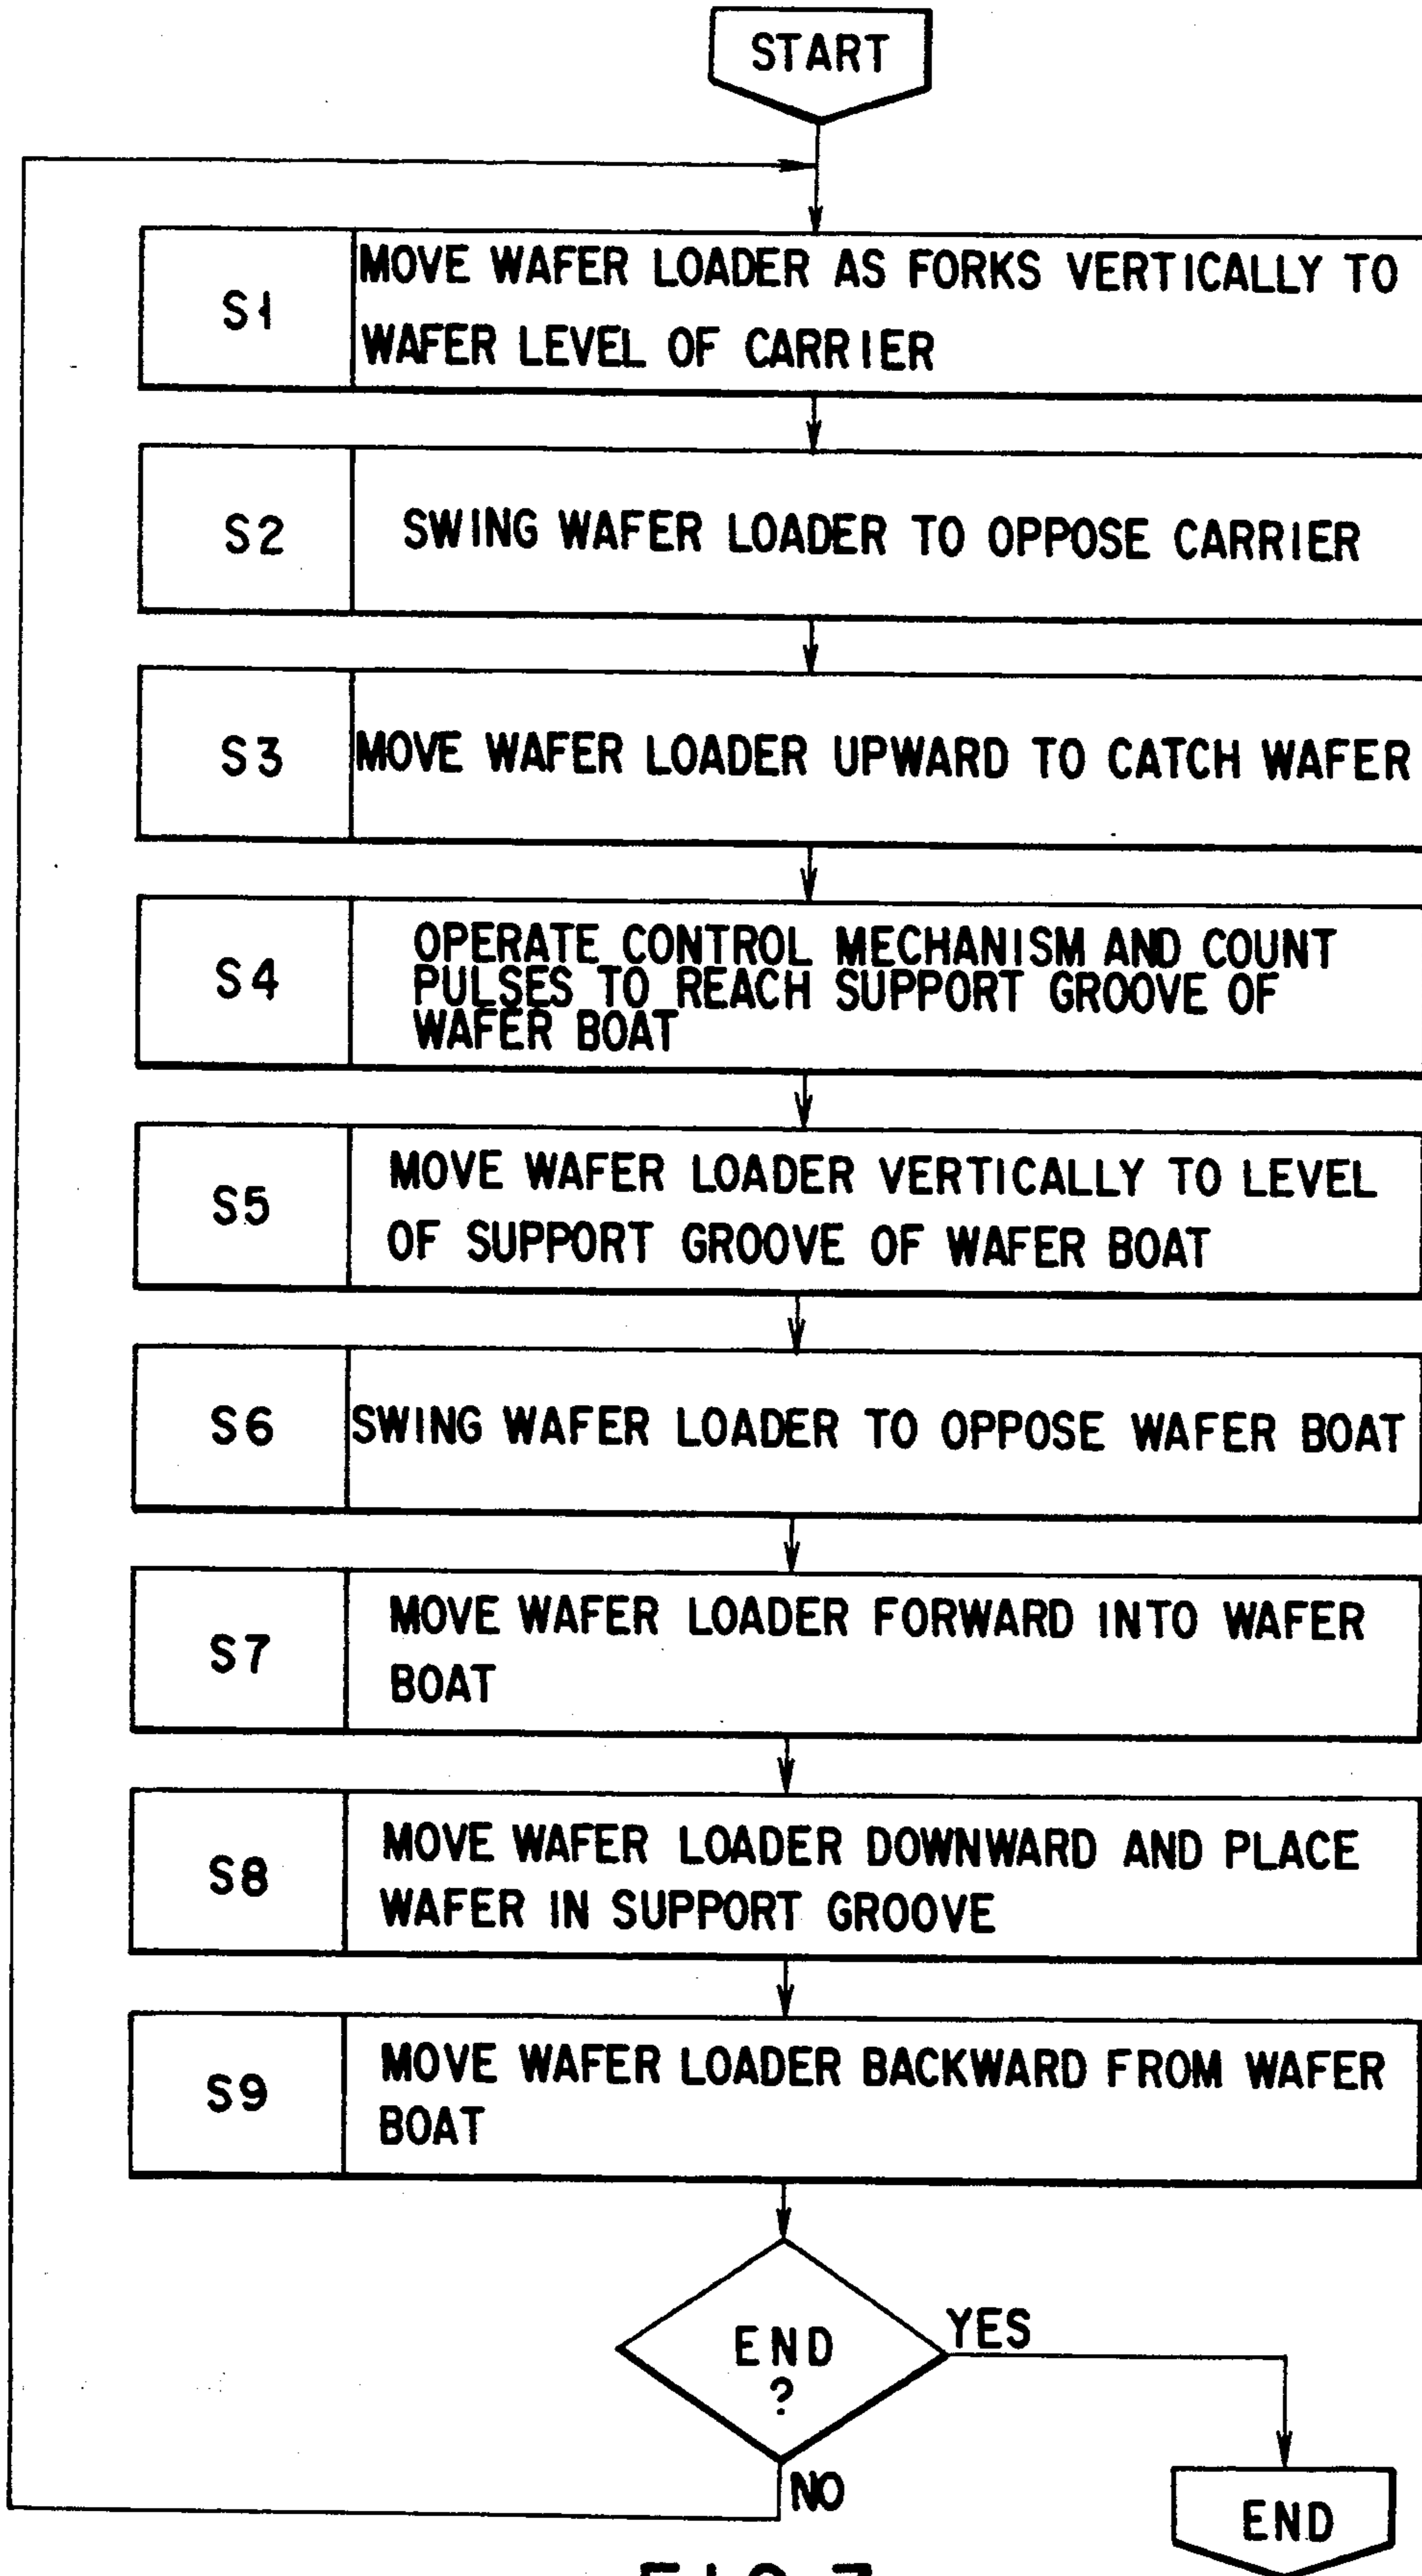 START
S1
MOVE WAFER LOADER AS FORKS VERTICALLY TO
WAFER LEVEL OF CARRIER
S2
SWING WAFER LOADER TO OPPOSE CARRIER
S3
MOVE WAFER LOADER UPWARD TO CATCH WAFER
S4
OPERATE CONTROL MECHANISM AND COUNT
PULSES TO REACH SUPPORT GROOVE OF
WAFER BOAT
S5
MOVE WAFER LOADER VERTICALLY TO LEVEL
OF SUPPORT GROOVE OF WAFER BOAT
S6
SWING WAFER LOADER TO OPPOSE WAFER BOAT
S7
MOVE WAFER LOADER FORWARD INTO WAFER
BOAT
S8
MOVE WAFER LOADER DOWNWARD AND PLACE
WAFER IN SUPPORT GROOVE
S9
MOVE WAFER LOADER BACKWARD FROM WAFER
BOAT
END
?
YES
NO
END